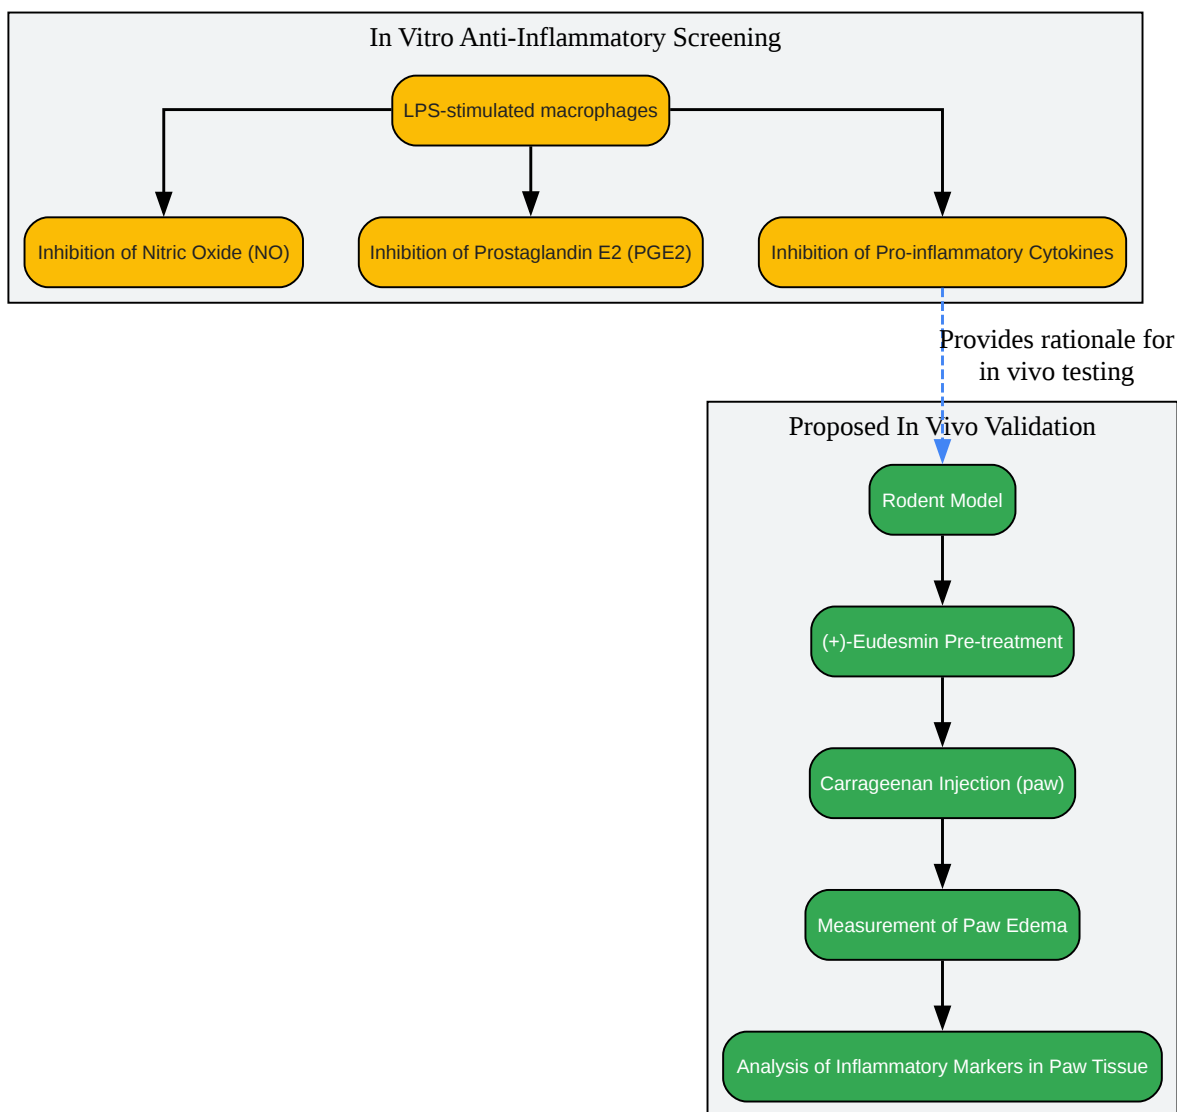 In Vitro Anti-Inflammatory Screening
LPS-stimulated macrophages
Inhibition of Nitric Oxide (NO)
Inhibition of Prostaglandin E2 (PGE2)
Inhibition of Pro-inflammatory Cytokines
Provides rationale for
in vivo testing
Proposed In Vivo Validation
Rodent Model
(+)-Eudesmin Pre-treatment
Carrageenan Injection (paw)
Measurement of Paw Edema
Analysis of Inflammatory Markers in Paw Tissue